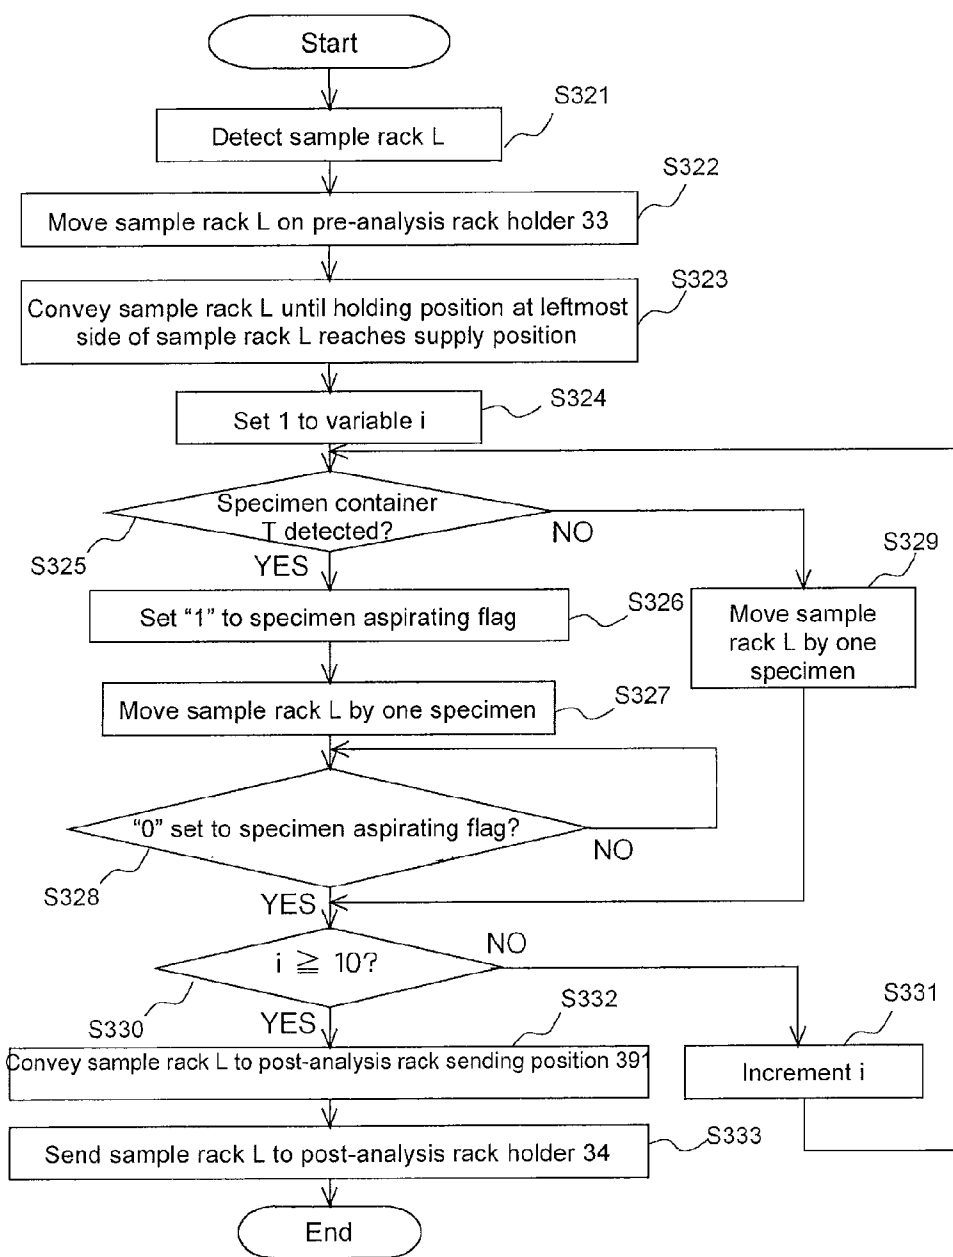 Start
S321
Detect sample rack L
S322
Move sample rack L on pre-analysis rack holder 33
S323
Convey sample rack L until holding position at leftmost
side of sample rack L reaches supply position
S324
Set 1 to variable i
Specimen container
T detected?
NO
S325
YES
S329
Move sample
rack L by one
specimen
S326
Set “1” to specimen aspirating flag
S327
Move sample rack L by one specimen
“0” set to specimen aspirating flag?
NO
S328
YES
NO
i ≧ 10?
S330
YES
S332
S331
Convey sample rack L to post-analysis rack sending position 391
Increment i
S333
Send sample rack L to post-analysis rack holder 34
End